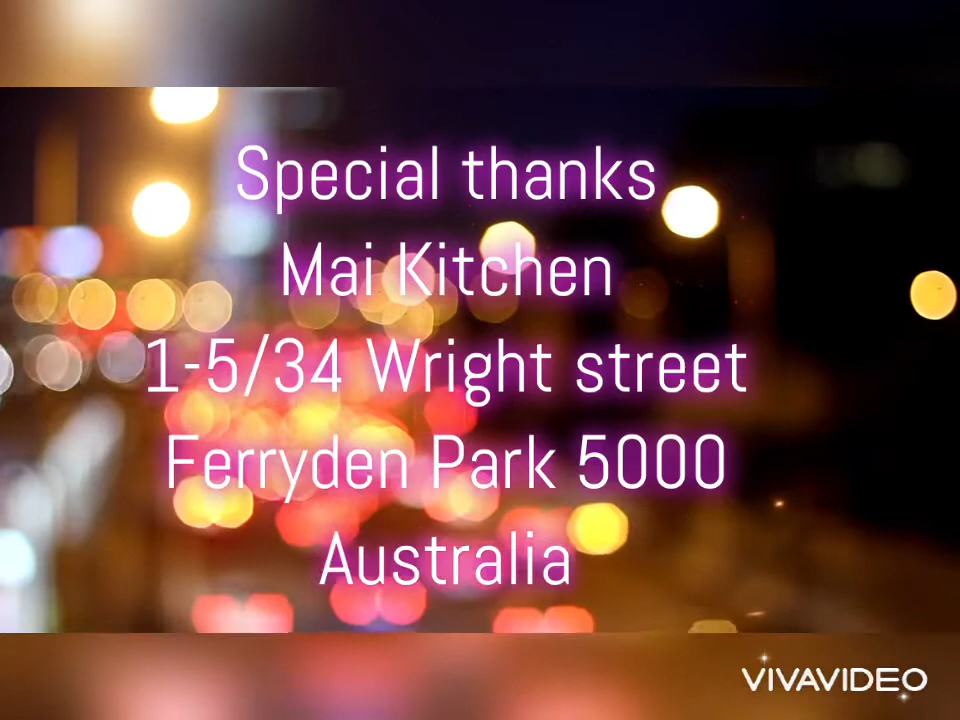 Special thanks
Mai Kitchen
1-5/34 Wright street
Ferryden Park 5000
Australia
VIVAVIDEO